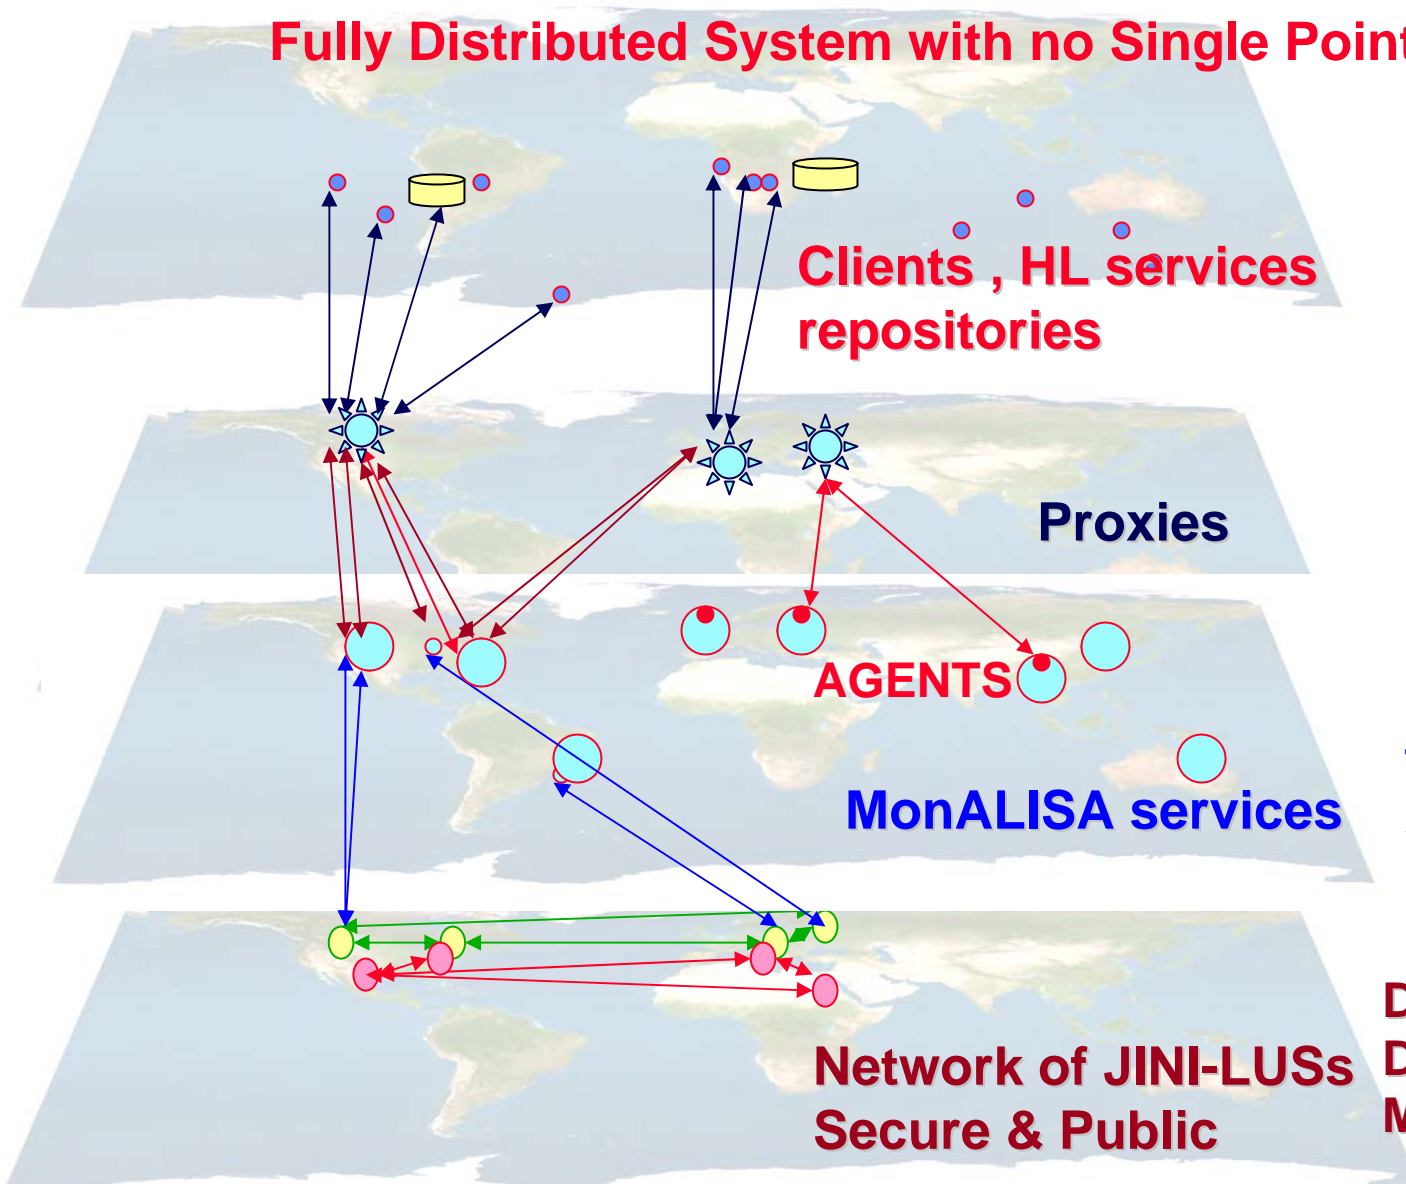 Fully Distributed System with no Single Point
Clients , HL services
repositories
Proxies
AGENTS
MonALISA services
Network of JINI-LUSs
Secure & Public
D
D
M